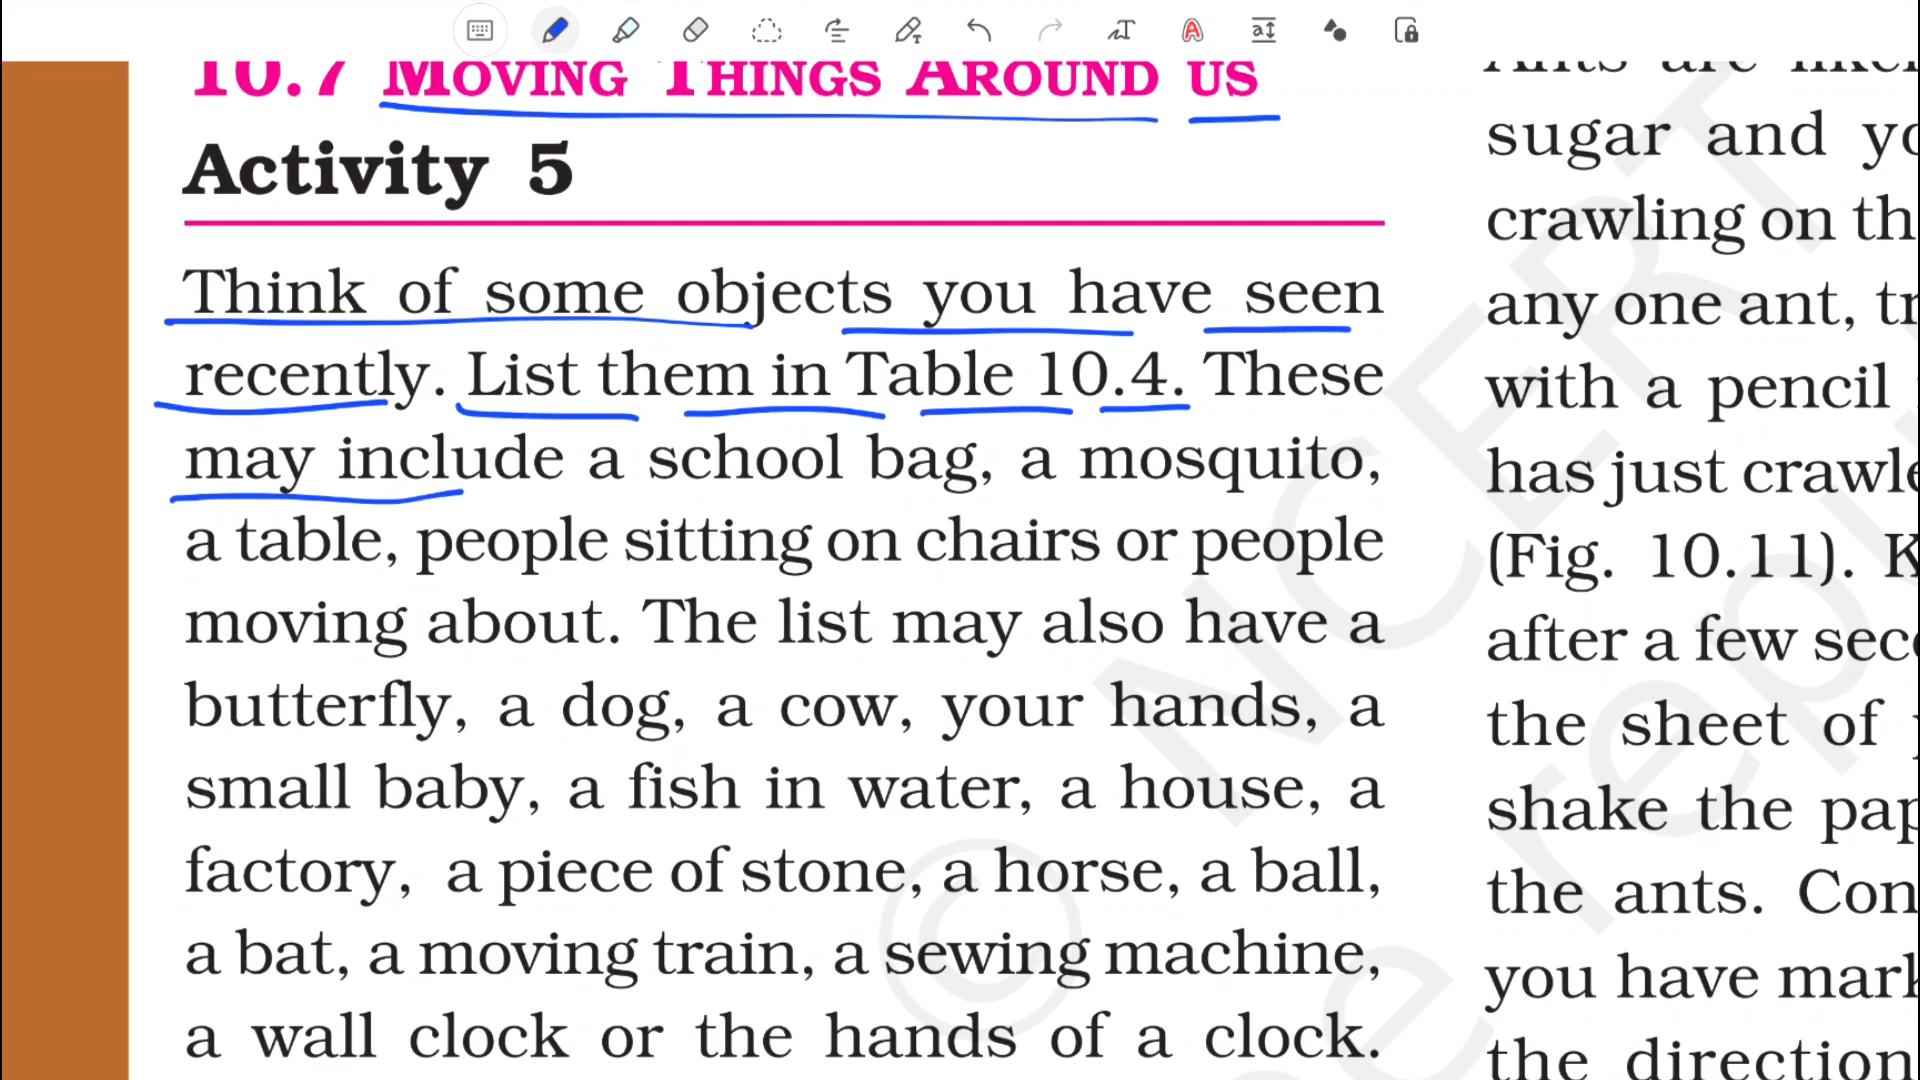 10.7 MOVING THINGS AROUND US
Activity 5
Think of some objects you have seen
recently. List them in Table 10.4. These
may include a school bag, a mosquito,
a table, people sitting on chairs or people
moving about. The list may also have a
butterfly, a dog, a cow, your hands, a
small baby, a fish in water, a house, a
factory, a piece of stone, a horse, a ball,
a bat, a moving train, a sewing machine,
a wall clock or the hands of a clock.
Ants are
sugar and
crawling on
any one ant,
with a pencil
has just
(Fig. 10.11).
after a few
the sheet of
shake the
the ants.
you have
the direction
© NCERT